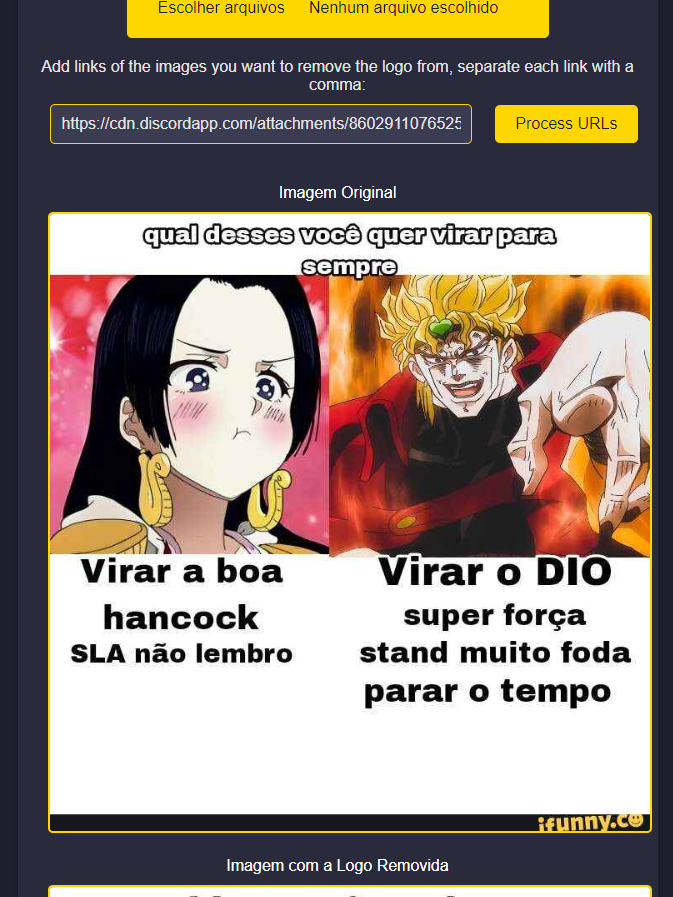 Escolher arquivos Nenhum arquivo escolhido
Add links of the images you want to remove the logo from, separate each link with a
comma:
https://cdn.discordapp.com/attachments/8602911076525 Process URLs
Imagem Original
qual desses você quer virar para
sempre
Virar a boa
hancock
SLA não lembro
Virar o DIO
super força
stand muito foda
parar o tempo
ifunny.co
Imagem com a Logo Removida